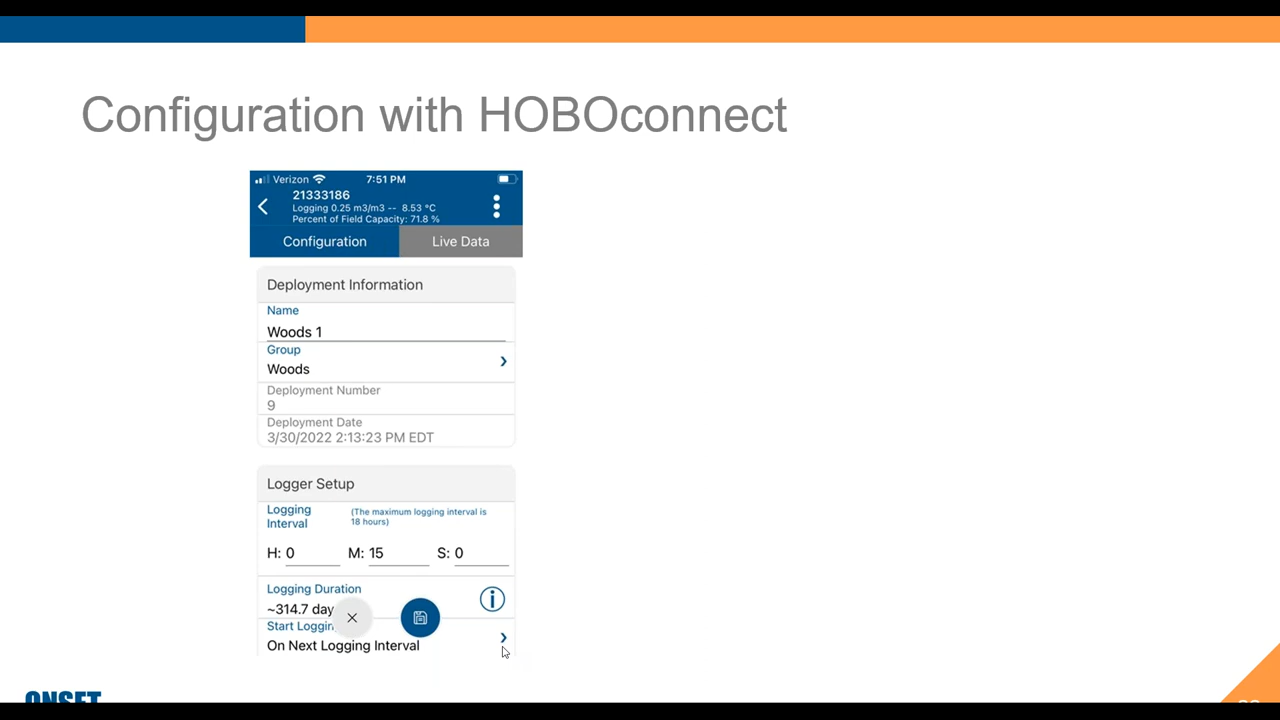 Configuration with HOBOconnect
Verizon 7:51 PM
21333186
Logging 0.25 m3/m3 -- 8.53 °C
Percent of Field Capacity: 71.8 %
Configuration Live Data
Deployment Information
Name
Woods 1
Group
Woods
Deployment Number
9
Deployment Date
3/30/2022 2:13:23 PM EDT
Logger Setup
Logging Interval
(The maximum logging interval is
18 hours)
H: 0 M: 15 S: 0
Logging Duration
~314.7 day
Start Loggin
On Next Logging Interval
ONSET